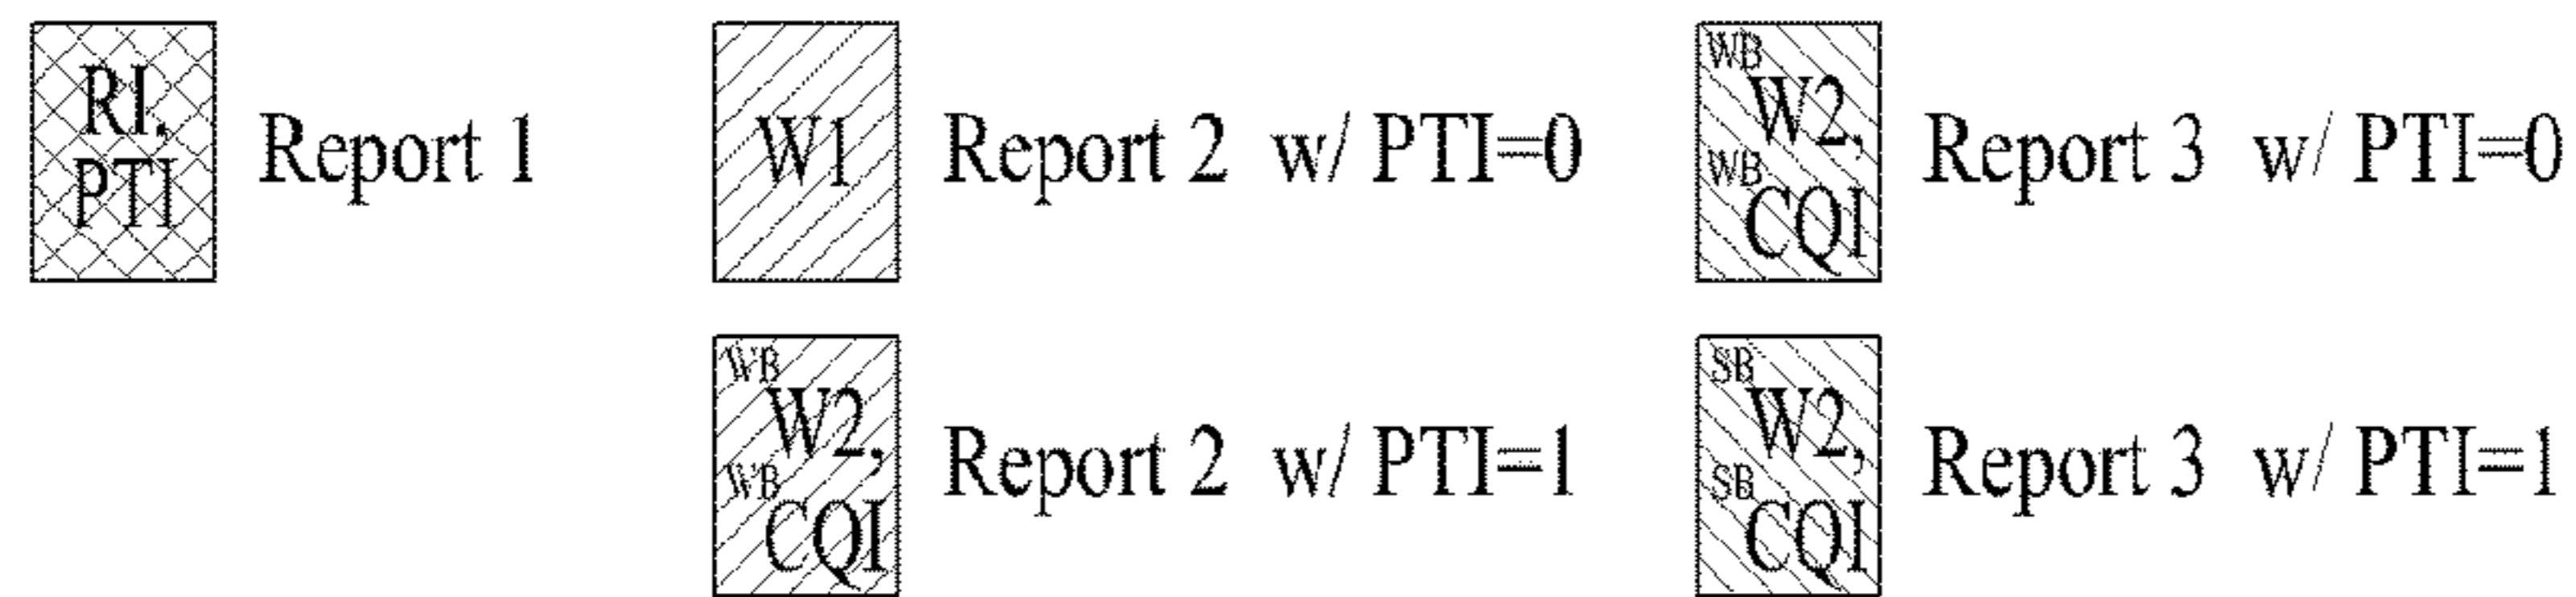 RI,
PTI
Report 1
W1
Report 2 w/ PTI=0
WB
W2,
WB
CQI
Report 3 w/ PTI=0
WB
W2,
WB
CQI
Report 2 w/ PTI=1
SB
W2,
SB
CQI
Report 3 w/ PTI=1